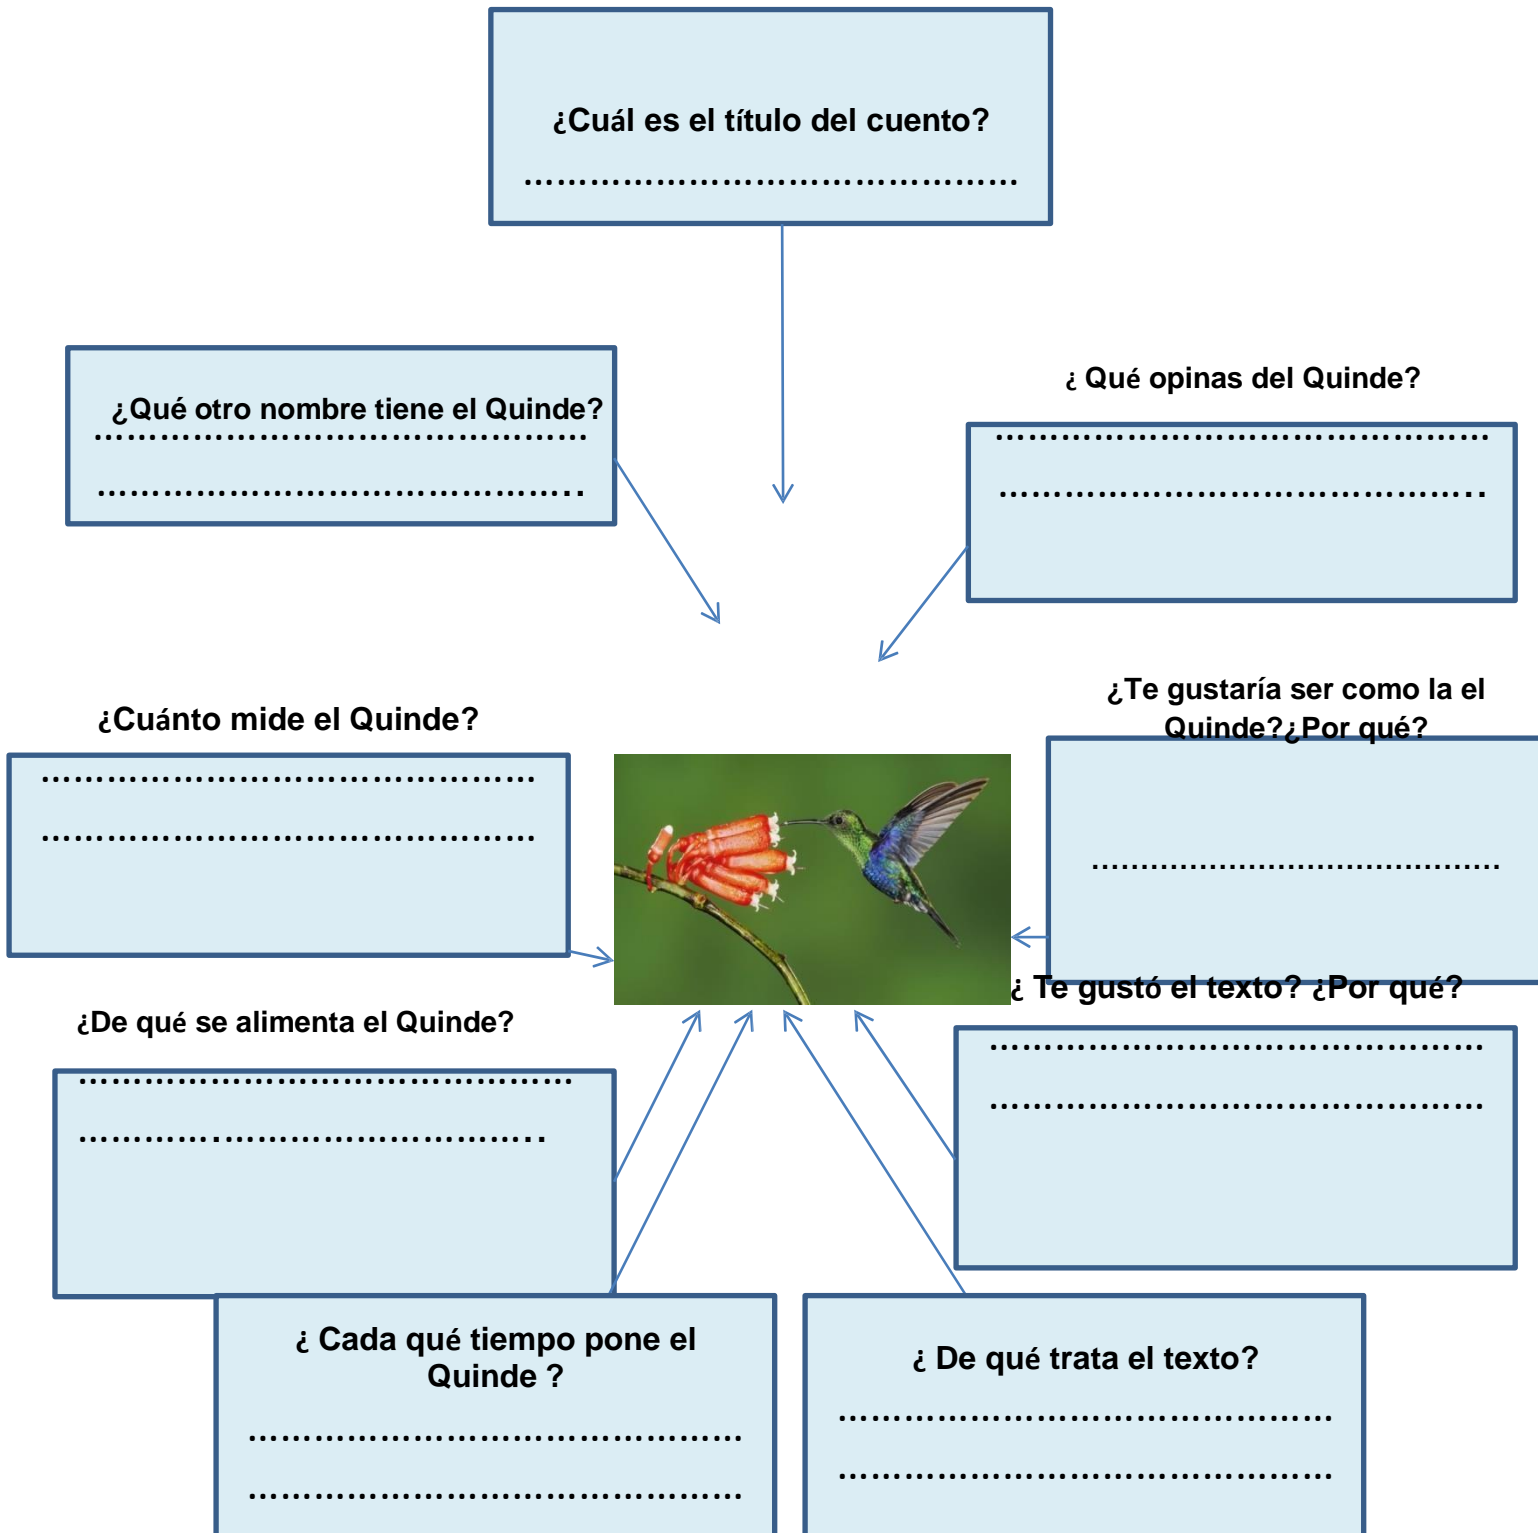 ¿Cuál es el título del cuento?
………………………………………
¿Qué otro nombre tiene el Quinde?
………………………………………
……………………………………..
¿ Qué opinas del Quinde?
………………………………………
……………………………………..
¿Cuánto mide el Quinde?
………………………………………
………………………………………
¿Te gustaría ser como la el
Quinde?¿Por qué?
……………………………………
¿De qué se alimenta el Quinde?
………………………………………
………….………………………..
¿ Te gustó el texto? ¿Por qué?
………………………………………
………………………………………
¿ Cada qué tiempo pone el
Quinde ?
………………………………………
………………………………………
¿ De qué trata el texto?
………………………………………
………………………………………